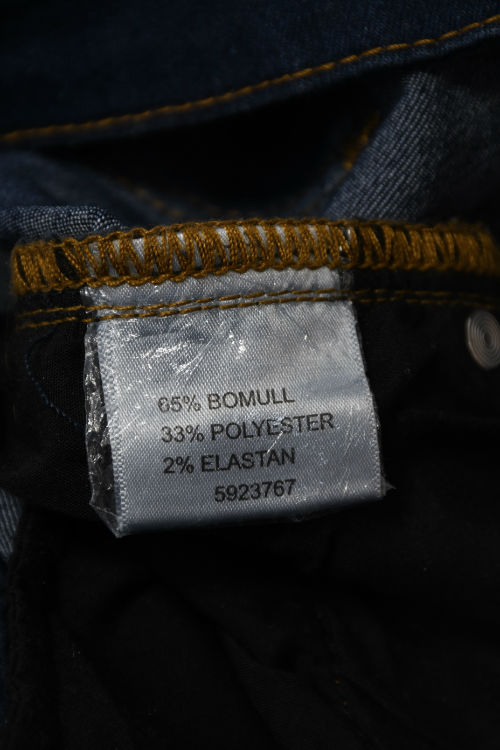 65% BOMULL
33% POLYESTER
2% ELASTAN
5923767